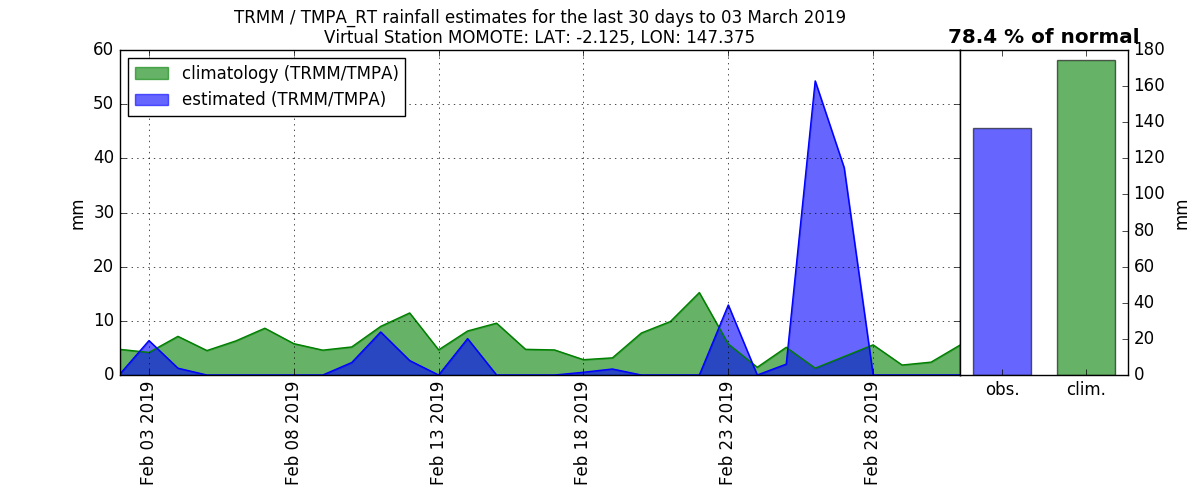 TRMM / TMPA_RT rainfall estimates for the last 30 days to 03 March 2019
Virtual Station MOMOTE: LAT: -2.125, LON: 147.375
78.4 % of normal
climatology (TRMM/TMPA)
estimated (TRMM/TMPA)
60
50
40
30
20
10
0
mm
Feb 03 2019
Feb 08 2019
Feb 13 2019
Feb 18 2019
Feb 23 2019
Feb 28 2019
obs.
clim.
180
160
140
120
100
80
60
40
20
0
mm